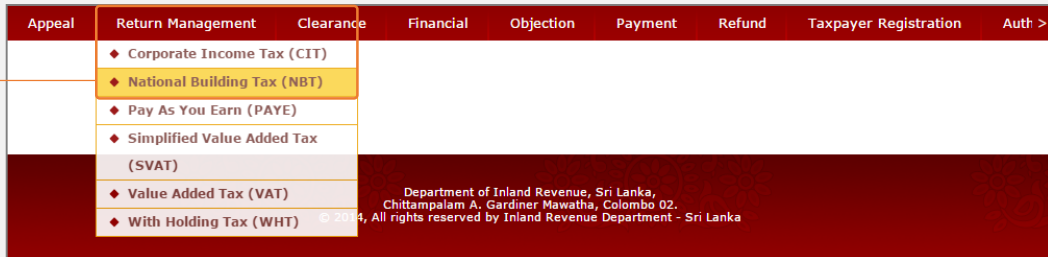 Appeal Return Management Clearance Financial Objection Payment Refund Taxpayer Registration Auth >
Corporate Income Tax (CIT)
National Building Tax (NBT)
Pay As You Earn (PAYE)
Simplified Value Added Tax
(SVAT)
Value Added Tax (VAT)
With Holding Tax (WHT)
Department of Inland Revenue, Sri Lanka,
Chittampalam A. Gardiner Mawatha, Colombo 02.
© 2014, All rights reserved by Inland Revenue Department - Sri Lanka